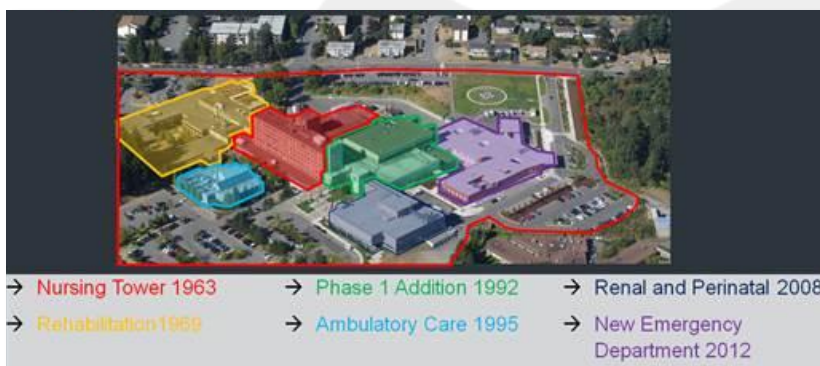 → Nursing Tower 1963
→ Phase 1 Addition 1992
→ Renal and Perinatal 2008
→ Rehabilitation1969
→ Ambulatory Care 1995
→ New Emergency
Department 2012